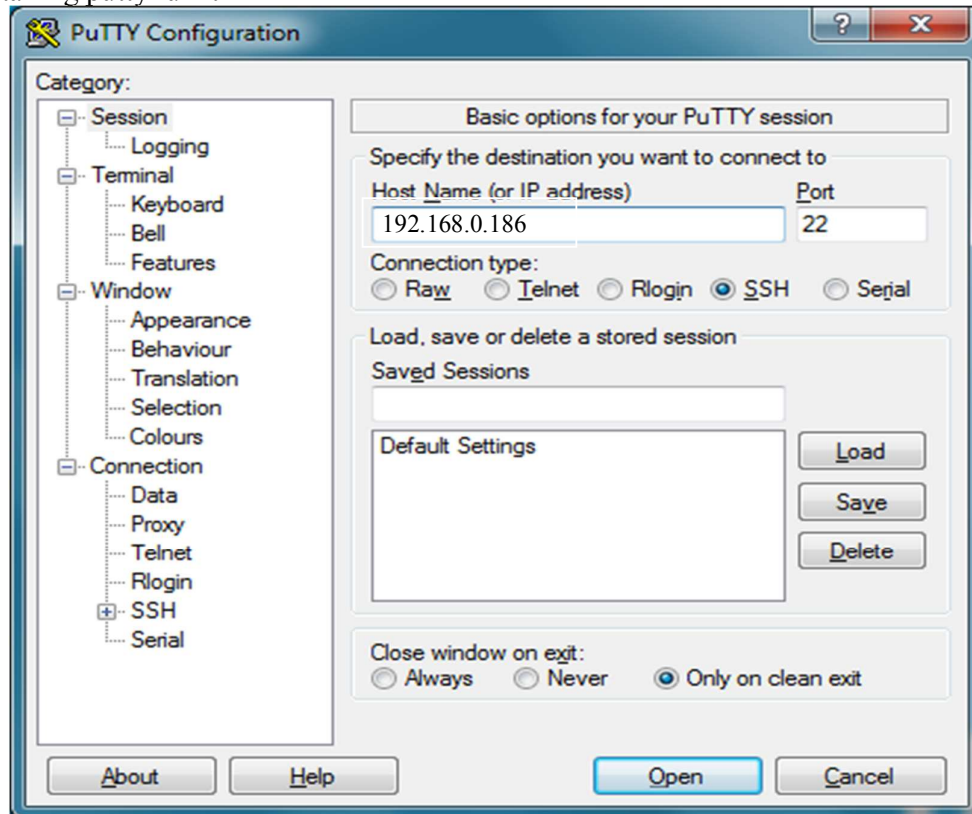 PuTTY Configuration
?
Category:
Session
Logging
Terminal
Keyboard
Bell
Features
Window
Appearance
Behaviour
Translation
Selection
Colours
Connection
Data
Proxy
Telnet
Rlogin
SSH
Serial
Basic options for your PuTTY session
Specify the destination you want to connect to
Host Name (or IP address) Port
192.168.0.186 22
Connection type:
Raw Telnet Rlogin SSH Serial
Load, save or delete a stored session
Saved Sessions
Default Settings
Load
Save
Delete
Close window on exit:
Always Never Only on clean exit
About Help Open Cancel